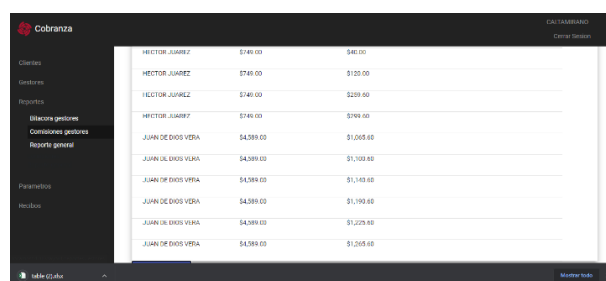 Cobranza
CALTAMIRANO
Cerrar Sesion
Clientes
Gestores
Reportes
Bitacora gestores
Comisiones gestores
Reporte general
Parametros
Recibos
HECTOR JUAREZ $749.00 $40.00
HECTOR JUAREZ $749.00 $120.00
HECTOR JUAREZ $749.00 $259.60
HECTOR JUAREZ $749.00 $299.60
JUAN DE DIOS VERA $4,589.00 $1,065.60
JUAN DE DIOS VERA $4,589.00 $1,100.60
JUAN DE DIOS VERA $4,589.00 $1,140.60
JUAN DE DIOS VERA $4,589.00 $1,190.60
JUAN DE DIOS VERA $4,589.00 $1,225.60
JUAN DE DIOS VERA $4,589.00 $1,265.60
table (2).xlsx
Mostrar todo